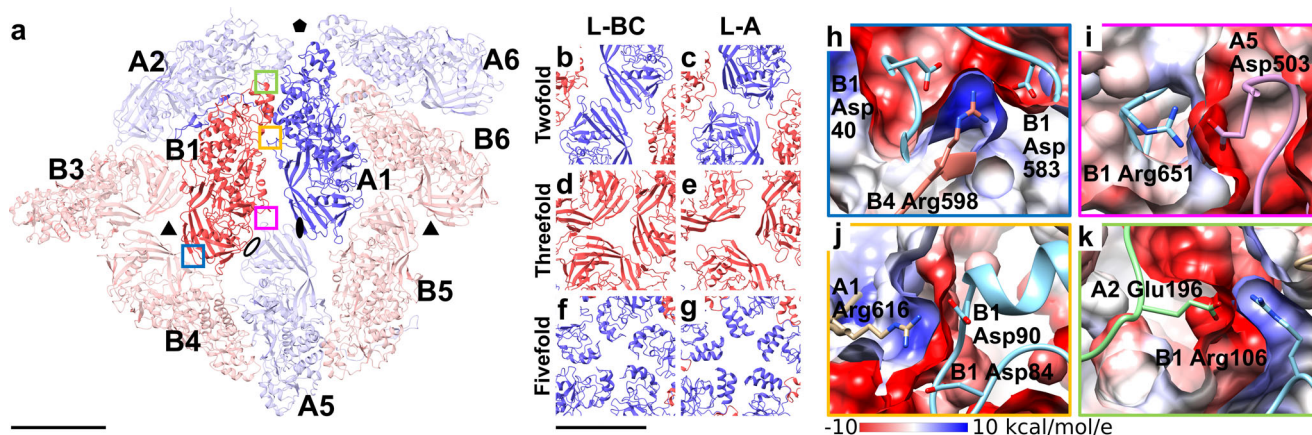 a
A2
A6
B1
B6
B3
A1
B4
B5
A5
L-BC
L-A
b
c
Twofold
d
e
Threefold
f
g
Fivefold
h
B1
Asp
40
B1
Asp
583
B4 Arg598
i
A5
Asp503
B1 Arg651
j
A1
Arg616
B1
Asp90
B1 Asp84
k
A2 Glu196
B1 Arg106
-10
10 kcal/mol/e